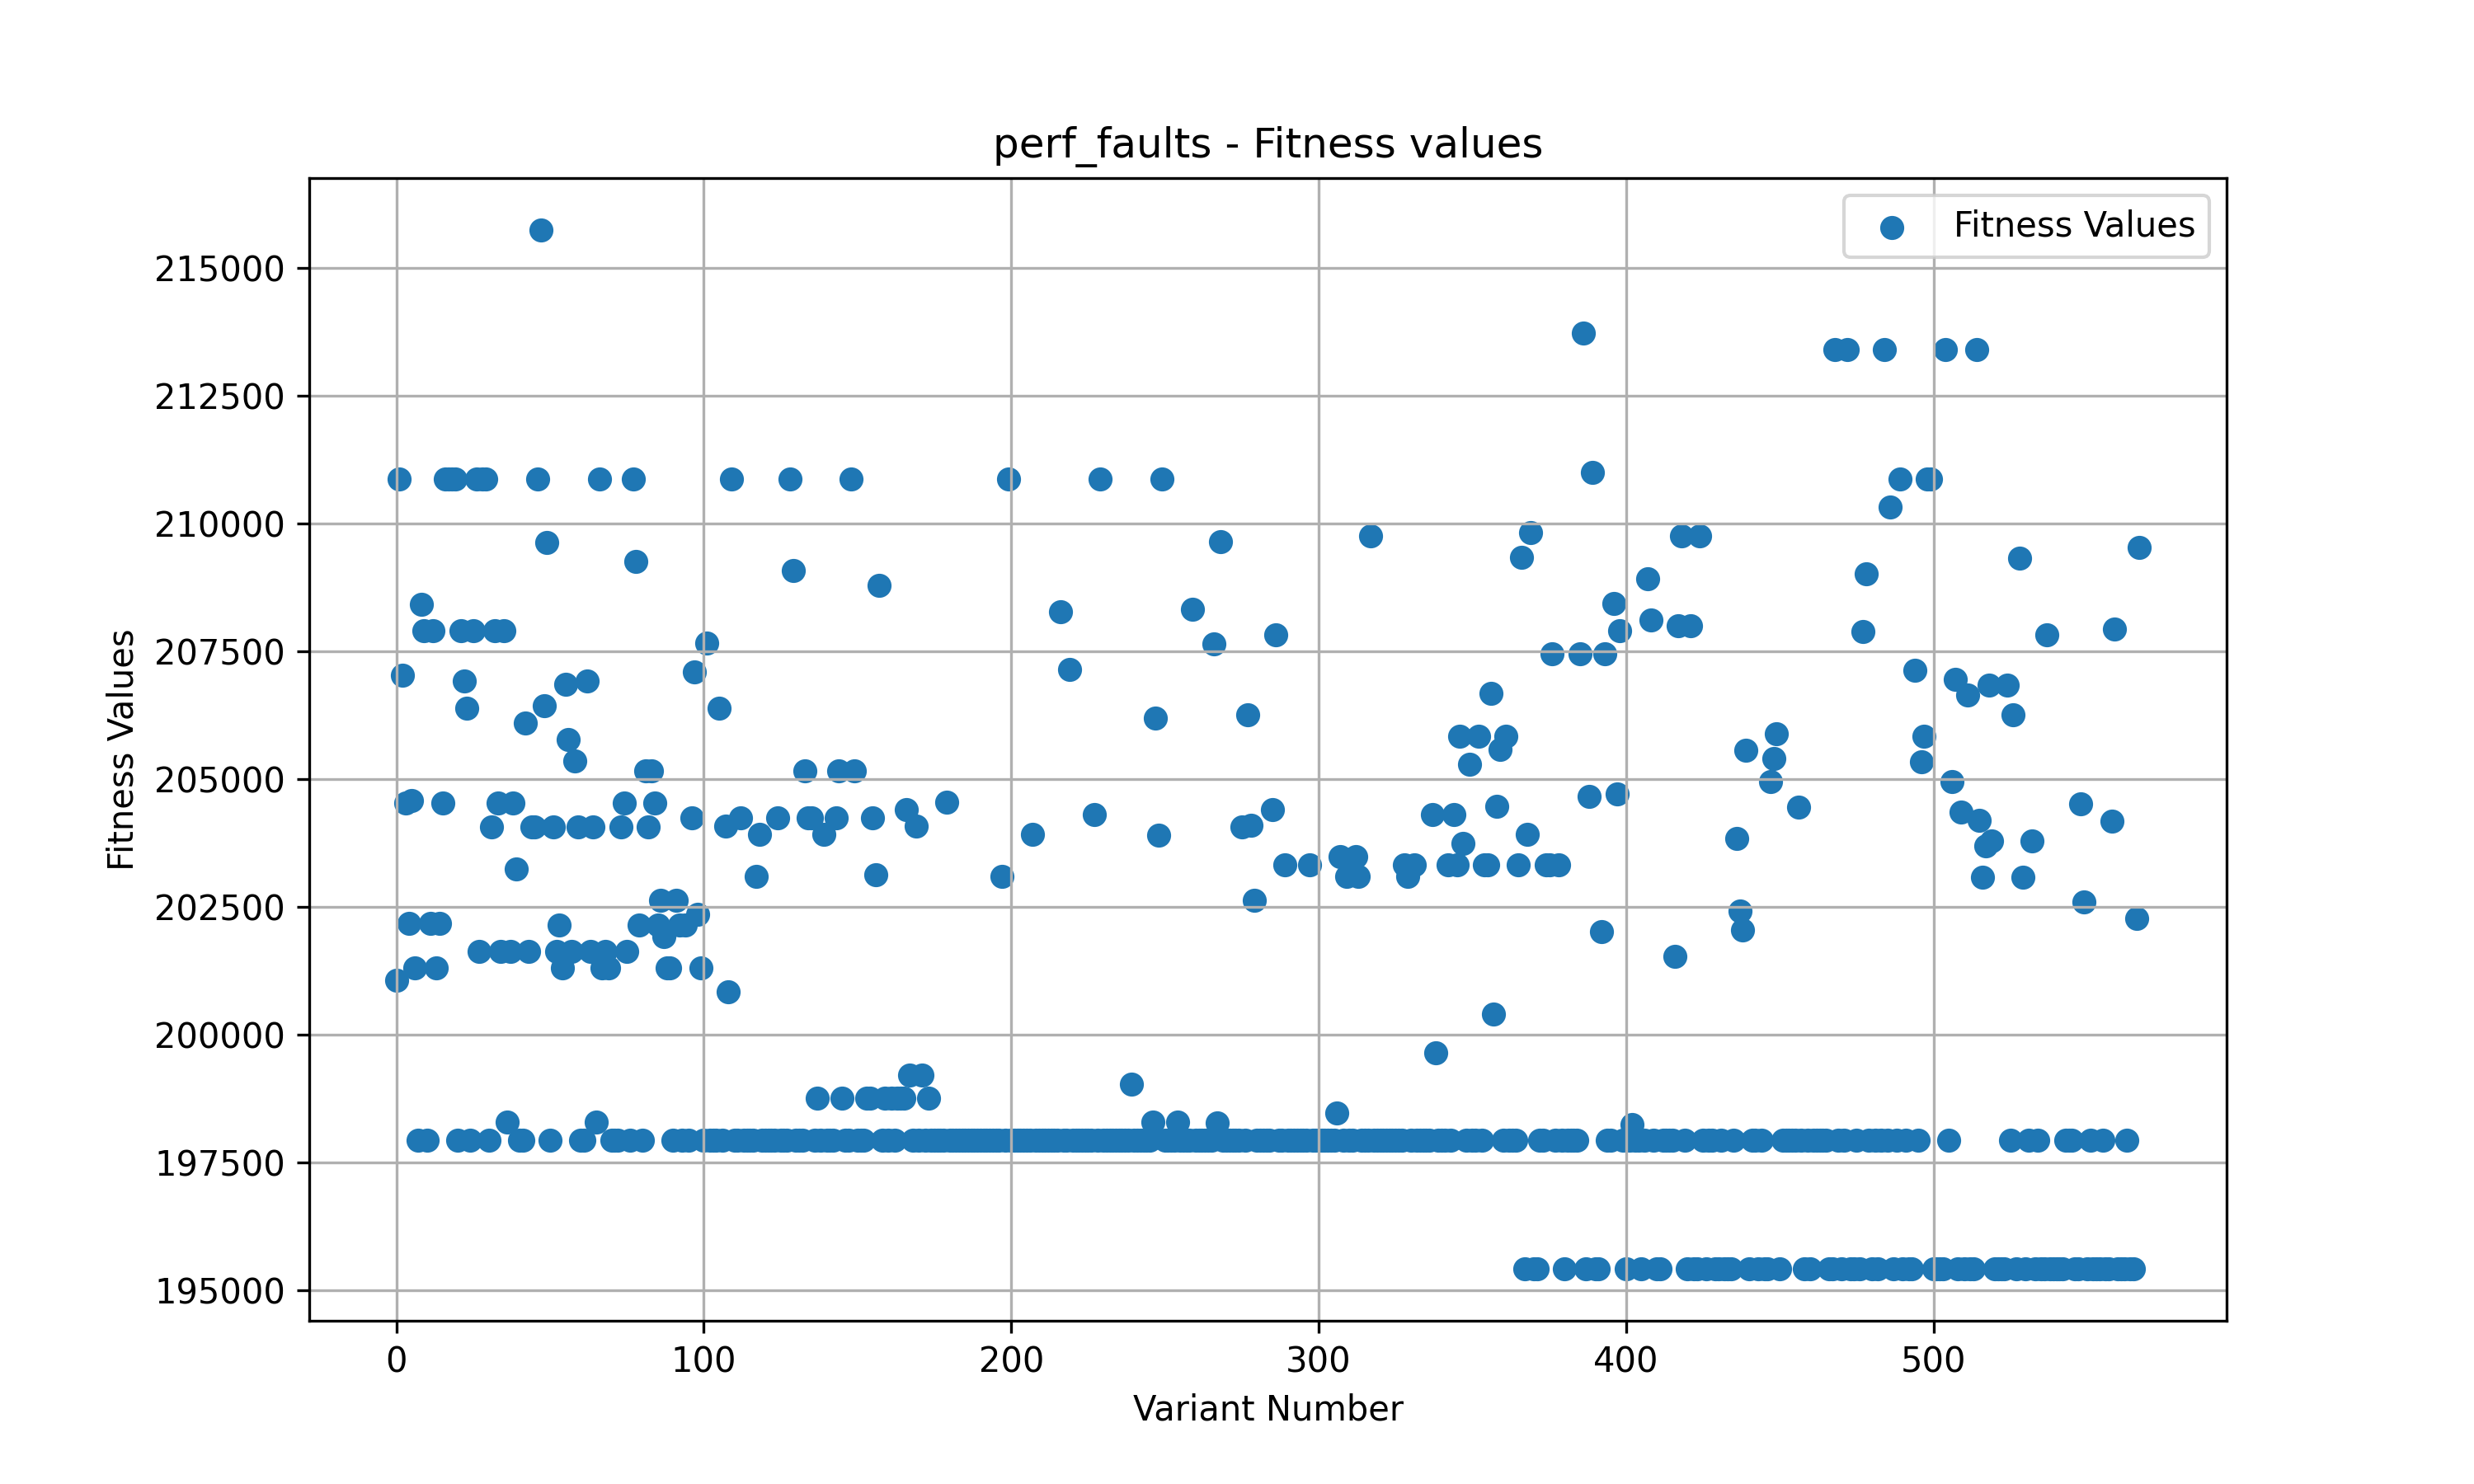 perf_faults - Fitness values
Fitness Values
215000
212500
210000
207500
205000
202500
200000
197500
195000
Fitness Values
0 100 200 300 400 500
Variant Number